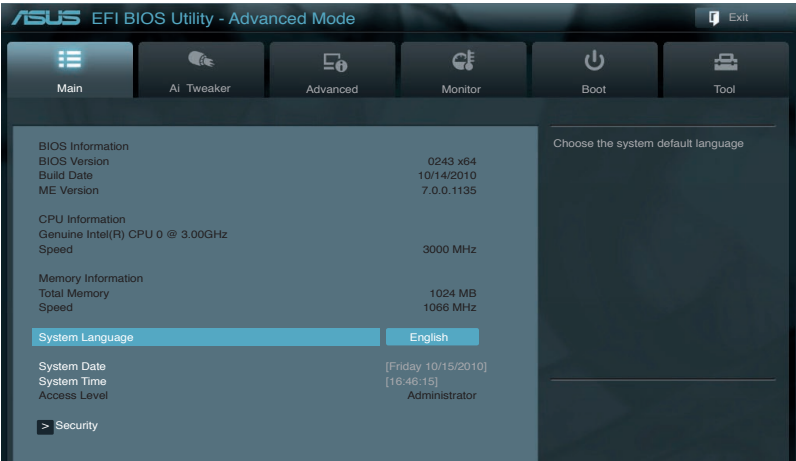 ASUS EFI BIOS Utility - Advanced Mode Exit
Main Ai Tweaker Advanced Monitor Boot Tool
BIOS Information
BIOS Version 0243 x64
Build Date 10/14/2010
ME Version 7.0.0.1135
CPU Information
Genuine Intel(R) CPU 0 @ 3.00GHz
Speed 3000 MHz
Memory Information
Total Memory 1024 MB
Speed 1066 MHz
System Language English
System Date [Friday 10/15/2010]
System Time [16:46:15]
Access Level Administrator
> Security
Choose the system default language